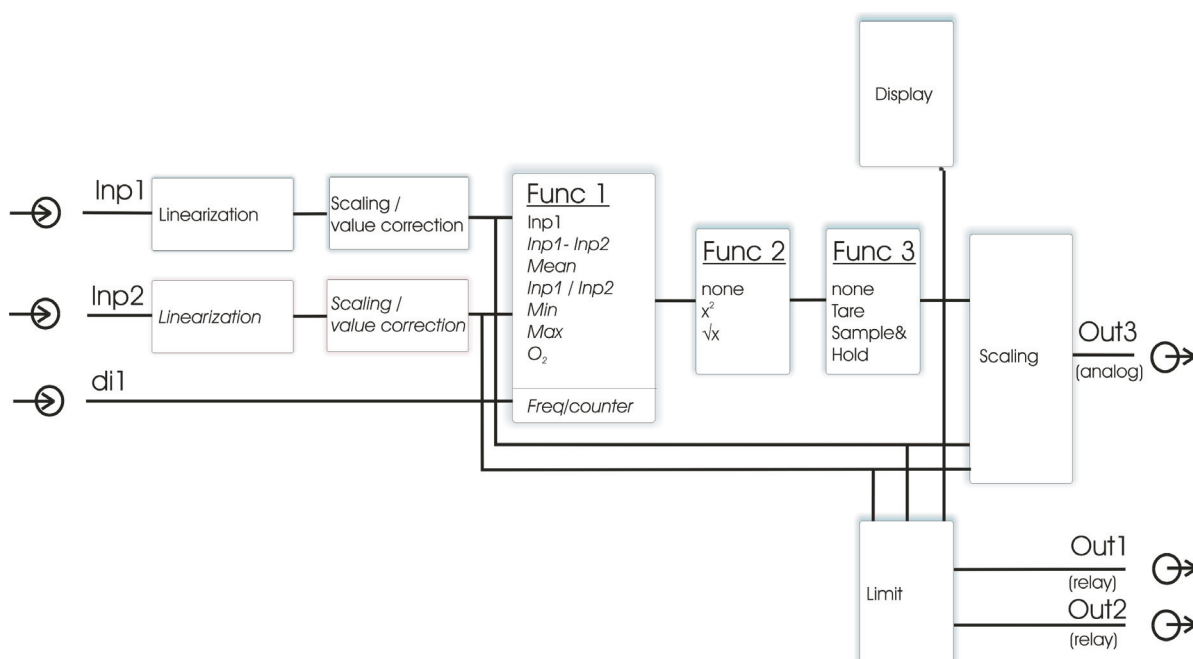 Display
Inp1
Linearization
Scaling /
value correction
Inp2
Linearization
Scaling /
value correction
di1
Func 1
Inp1
Inp1- Inp2
Mean
Inp1 / Inp2
Min
Max
O₂
Freq/counter
Func 2
none
x²
√x
Func 3
none
Tare
Sample&
Hold
Scaling
Out3
(analog)
Limit
Out1
(relay)
Out2
(relay)